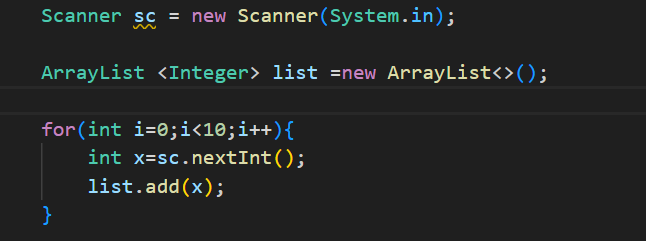 Scanner sc = new Scanner(System.in);
ArrayList <Integer> list =new ArrayList<>();
for(int i=0;i<10;i++){
int x=sc.nextInt();
list.add(x);
}